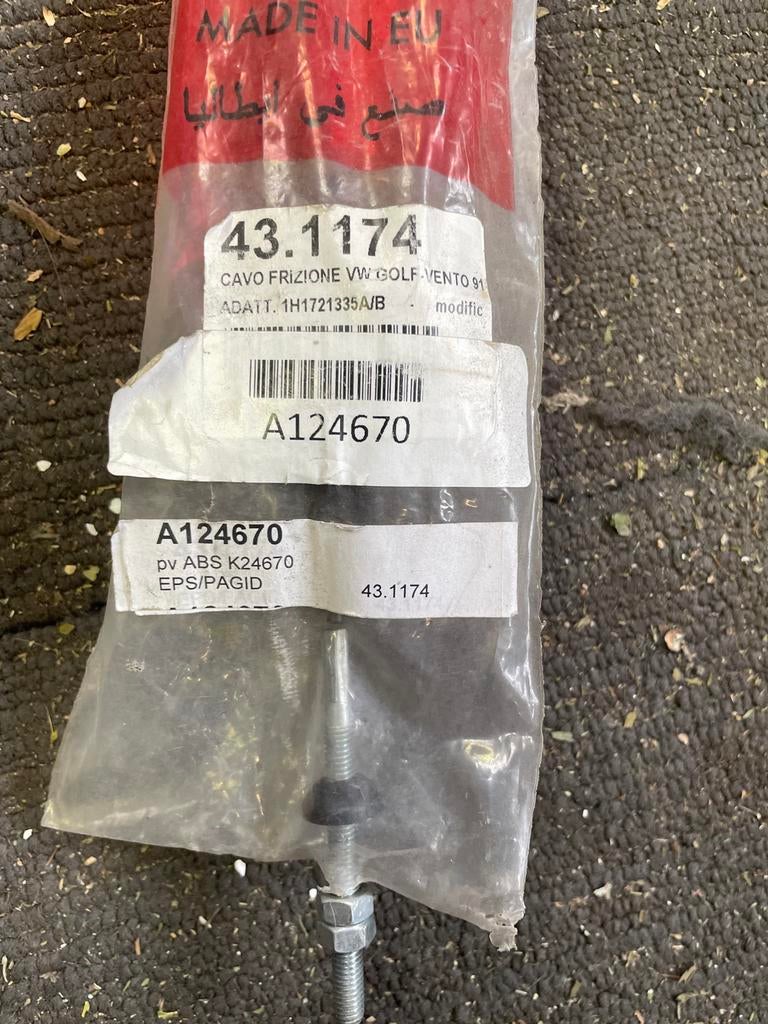 MADE IN EU
صنع في ايطاليا
43.1174
CAVO FRIZIONE VW GOLF-VENTO 91
ADATT. 1H1721335A/B - modific
A124670
A124670
pv ABS K24670
EPS/PAGID
43.1174